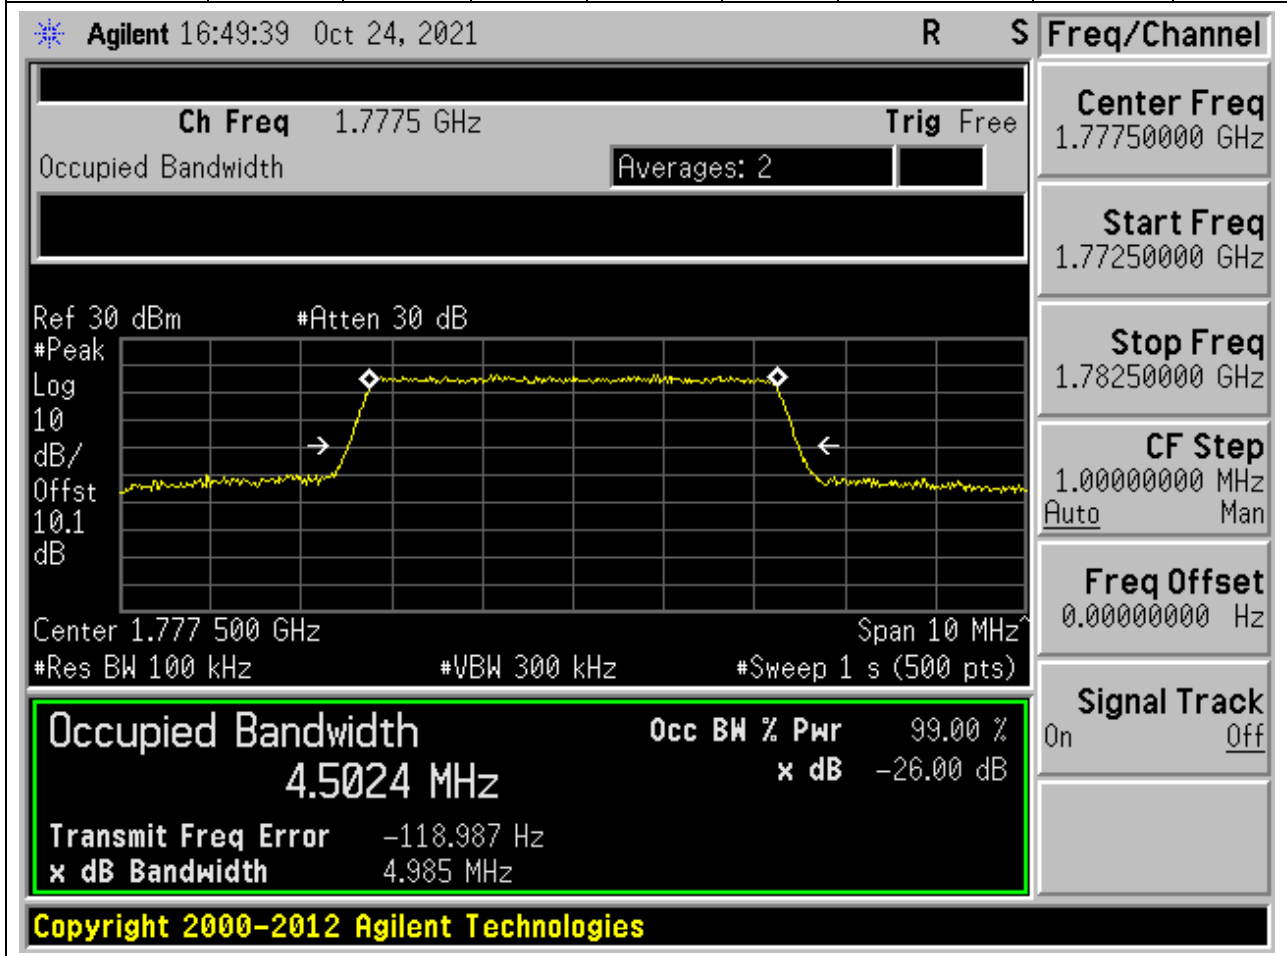 Agilent 16:49:39 Oct 24, 2021 R S Freq/Channel
Ch Freq 1.7775 GHz Trig Free
Occupied Bandwidth Averages: 2
Center Freq
1.77750000 GHz
Start Freq
1.77250000 GHz
Stop Freq
1.78250000 GHz
CF Step
1.00000000 MHz
Auto Man
Freq Offset
0.00000000 Hz
Signal Track
On Off
Ref 30 dBm #Atten 30 dB
#Peak
Log
10
dB/
Offst
10.1
dB
Center 1.777 500 GHz Span 10 MHz^
#Res BW 100 kHz #VBW 300 kHz #Sweep 1 s (500 pts)
Occupied Bandwidth Occ BW % Pwr 99.00 %
4.5024 MHz x dB -26.00 dB
Transmit Freq Error -118.987 Hz
x dB Bandwidth 4.985 MHz
Copyright 2000-2012 Agilent Technologies